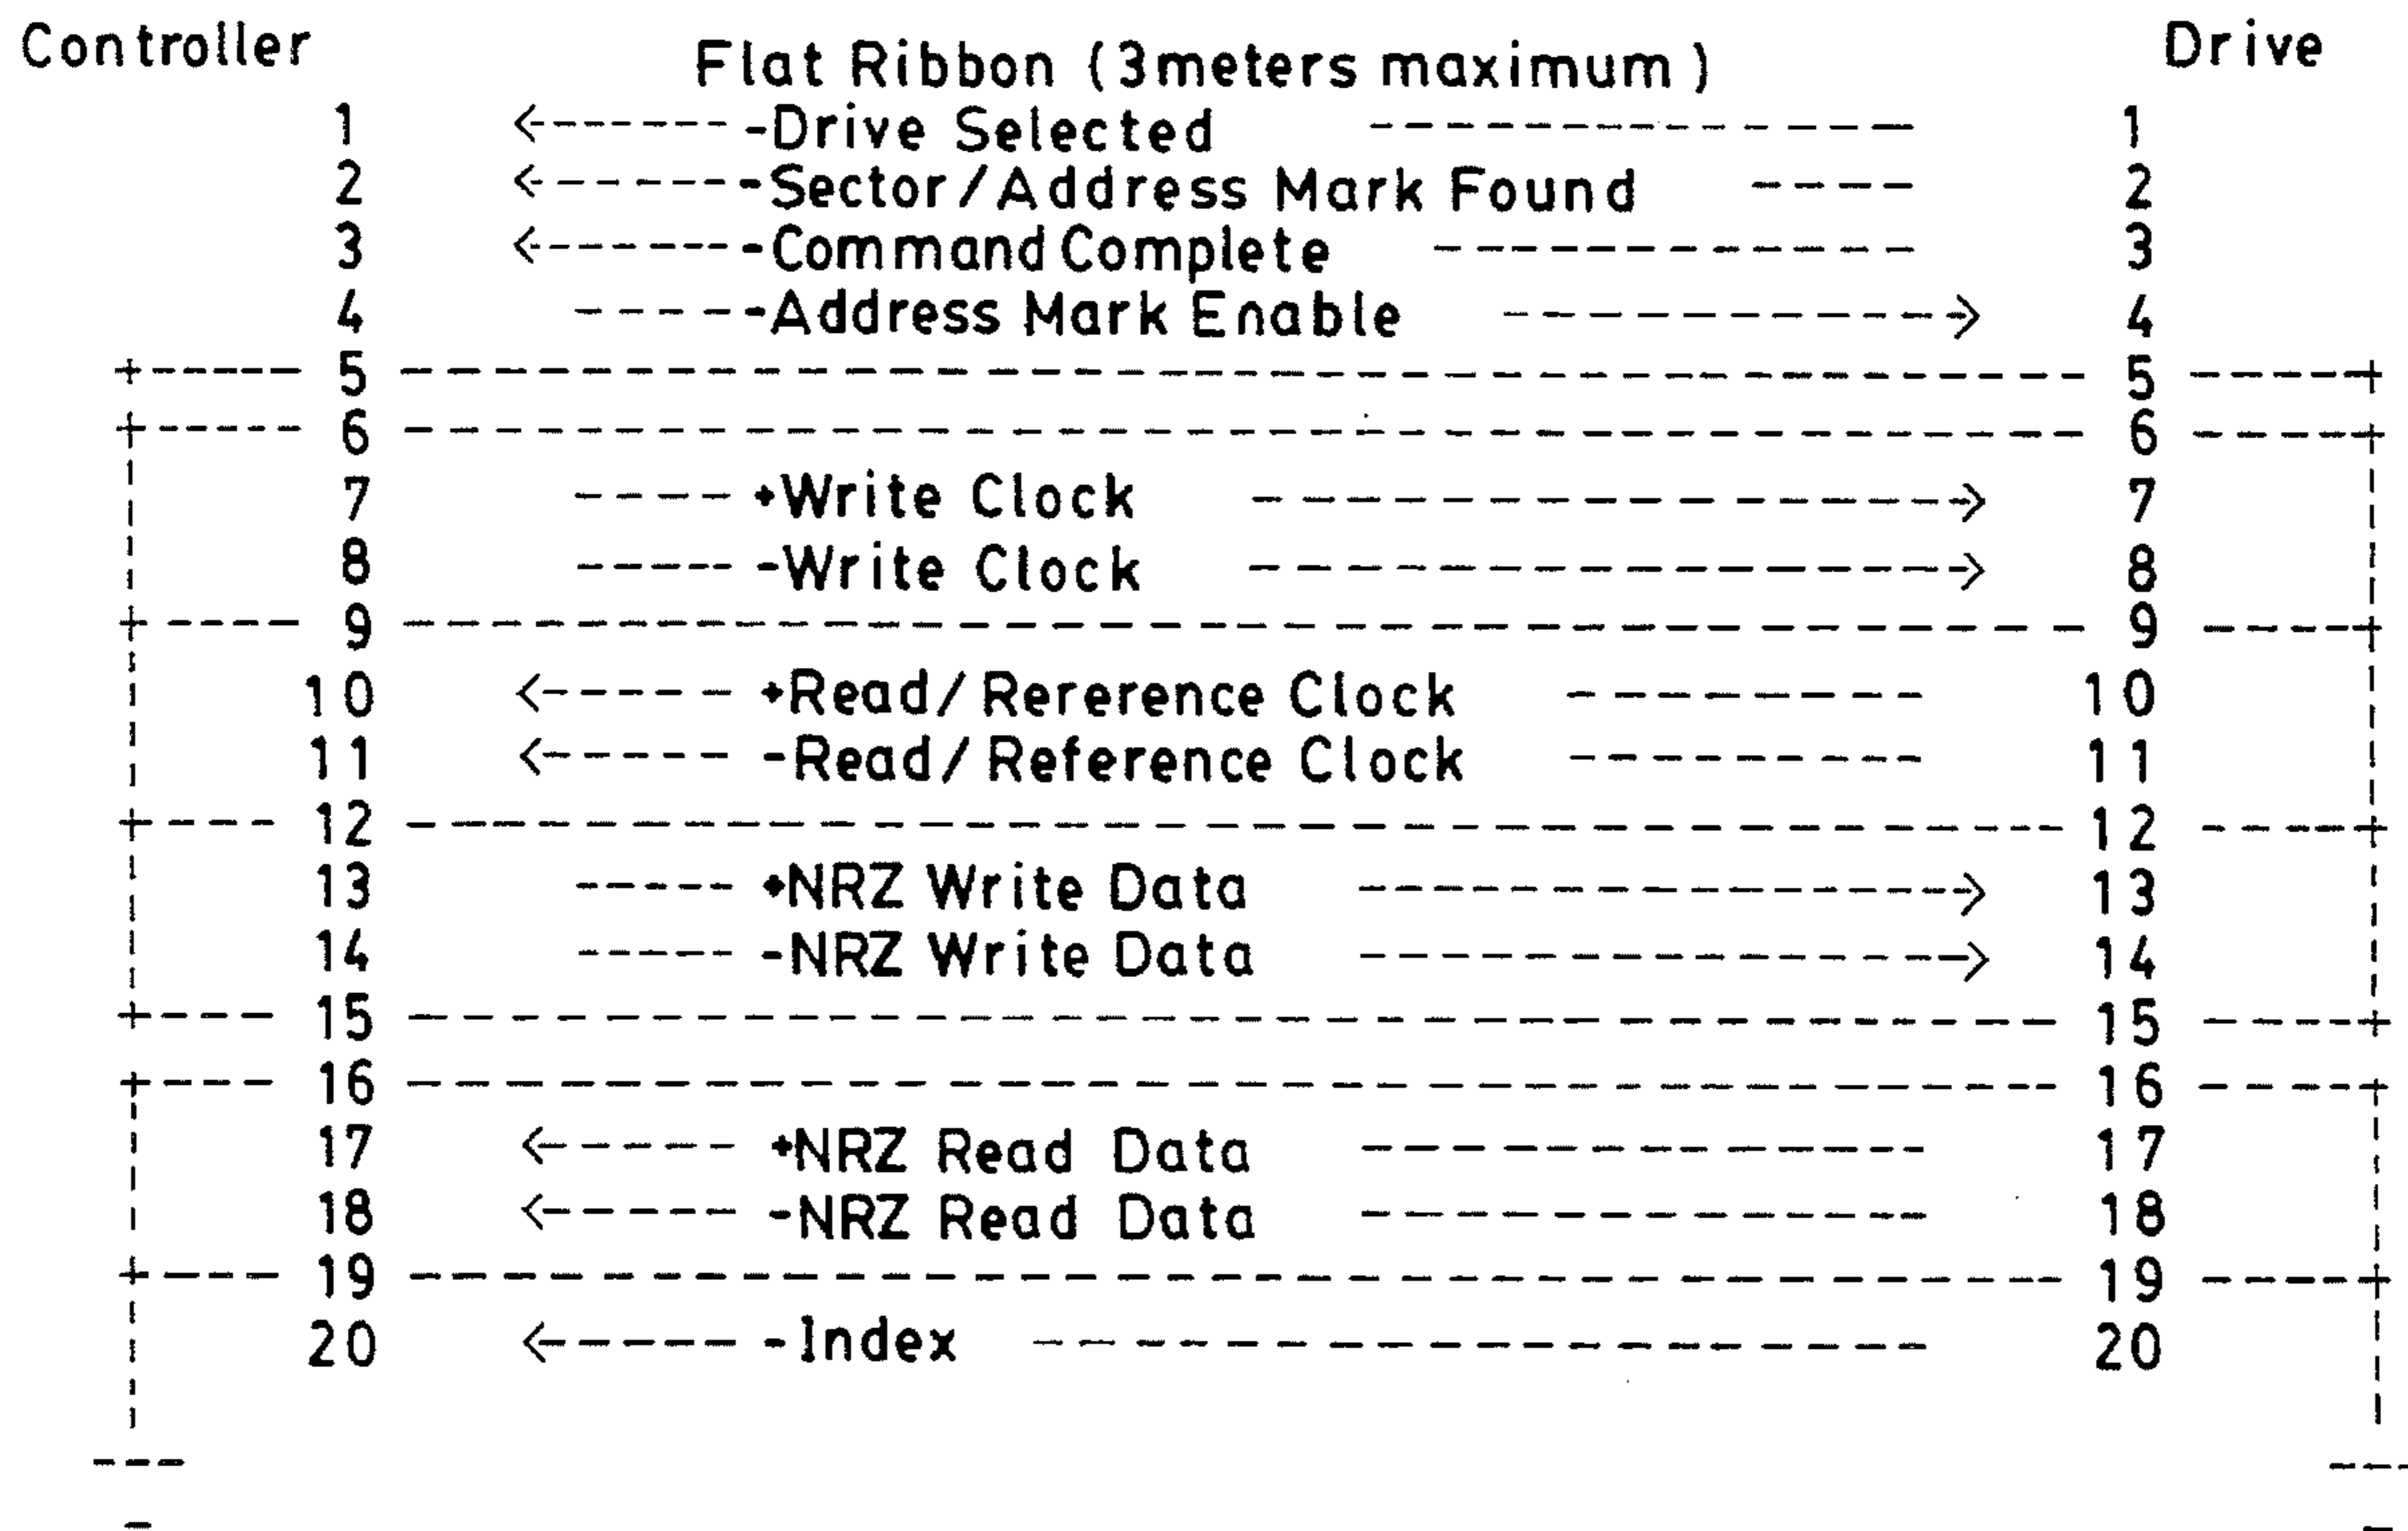 Controller Flat Ribbon (3meters maximum) Drive
1 <------- -Drive Selected ------------- 1
2 <------- -Sector/Address Mark Found ---- 2
3 <------- -Command Complete ------------ 3
4 ---- -Address Mark Enable ----------> 4
+----- 5 ------------------------------ 5 -----+
+----- 6 ------------------------------ 6 -----+
7 ---- +Write Clock --------------> 7
8 ----- -Write Clock --------------> 8
+---- 9 ------------------------------ 9 -----+
10 <----- +Read/Rererence Clock -------- 10
11 <----- -Read/Reference Clock --------- 11
+---- 12 ------------------------------ 12 -----+
13 ----- +NRZ Write Data --------------> 13
14 ----- -NRZ Write Data --------------> 14
+---- 15 ------------------------------ 15 -----+
+---- 16 ------------------------------ 16 -----+
17 <----- +NRZ Read Data ------------ 17
18 <----- -NRZ Read Data ------------- 18
+---- 19 ------------------------------ 19 -----+
20 <----- -Index ------------------ 20